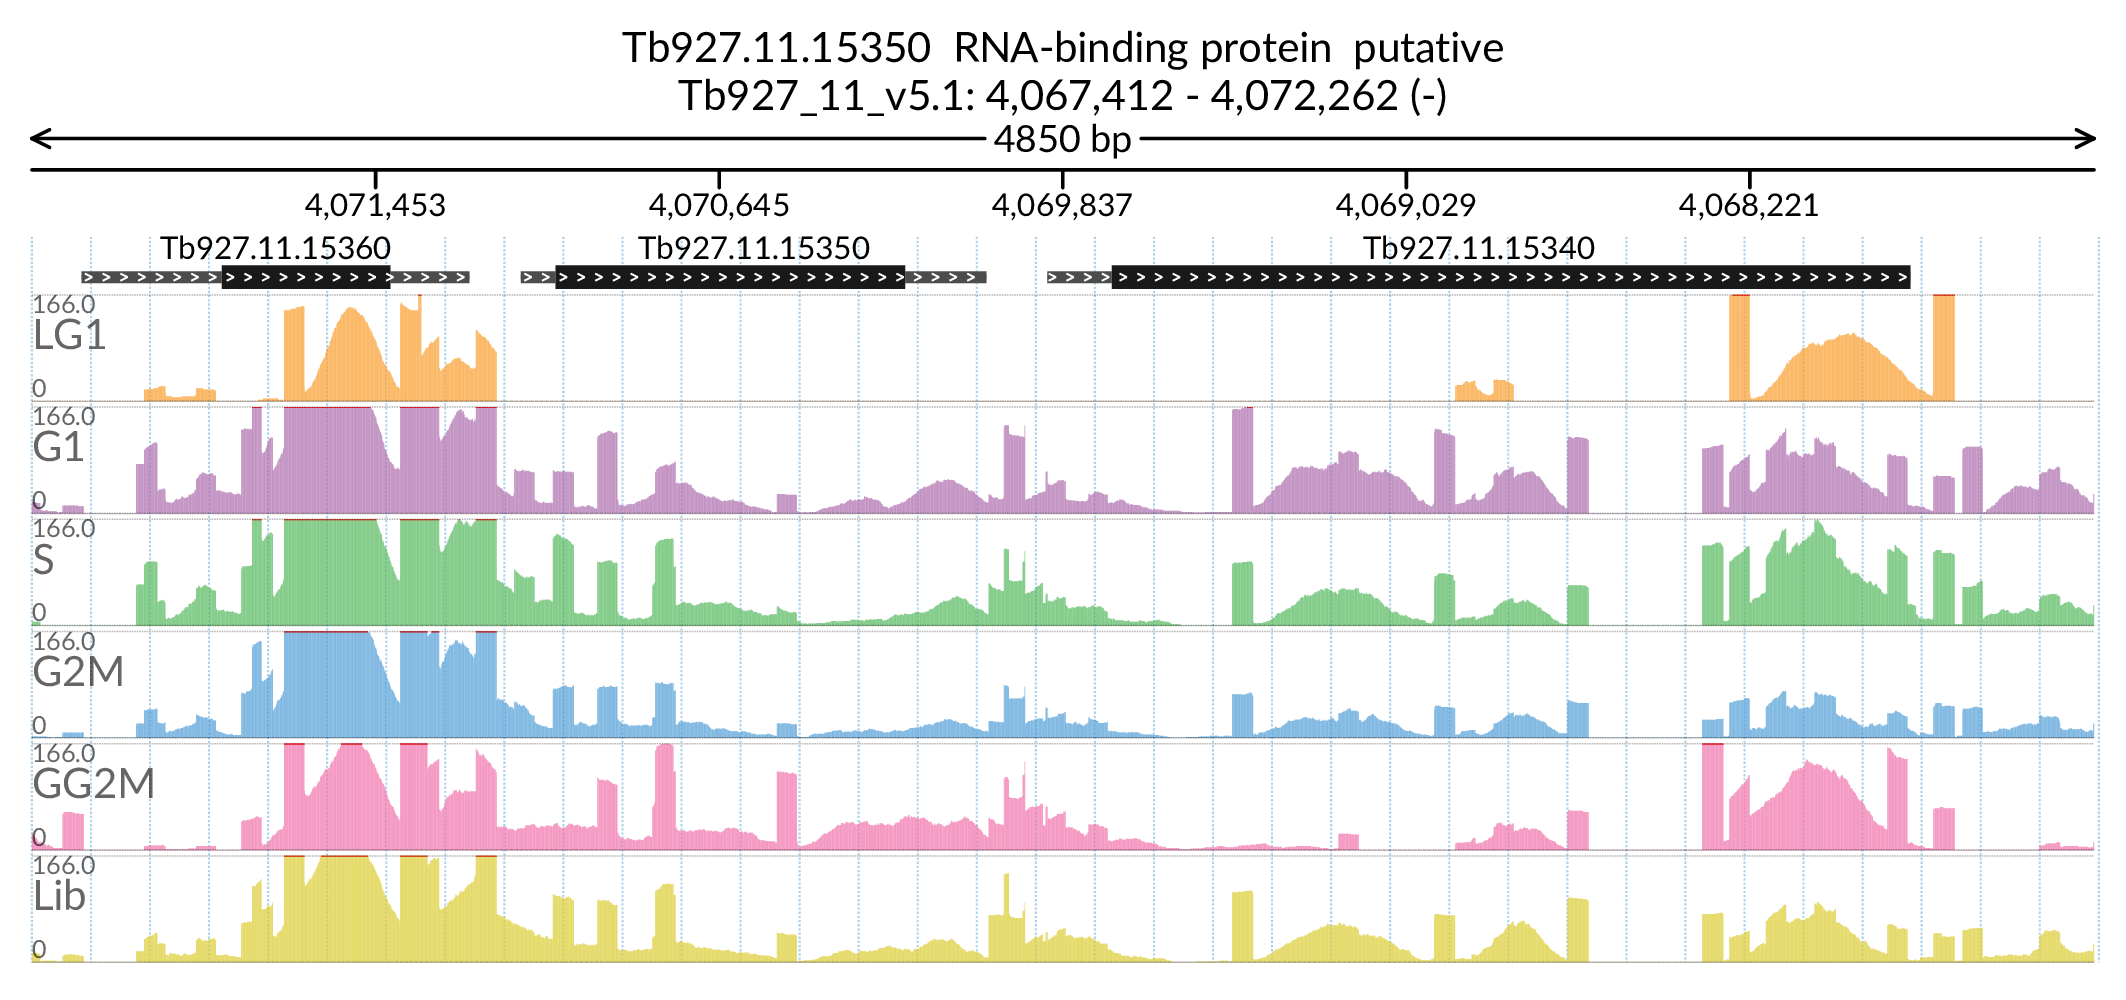 Tb927.11.15350 RNA-binding protein putative
Tb927_11_v5.1: 4,067,412 - 4,072,262 (-)
4850 bp
4,071,453 4,070,645 4,069,837 4,069,029 4,068,221
Tb927.11.15360 Tb927.11.15350 Tb927.11.15340
166.0
LG1
0
166.0
G1
0
166.0
S
0
166.0
G2M
0
166.0
GG2M
0
166.0
Lib
0